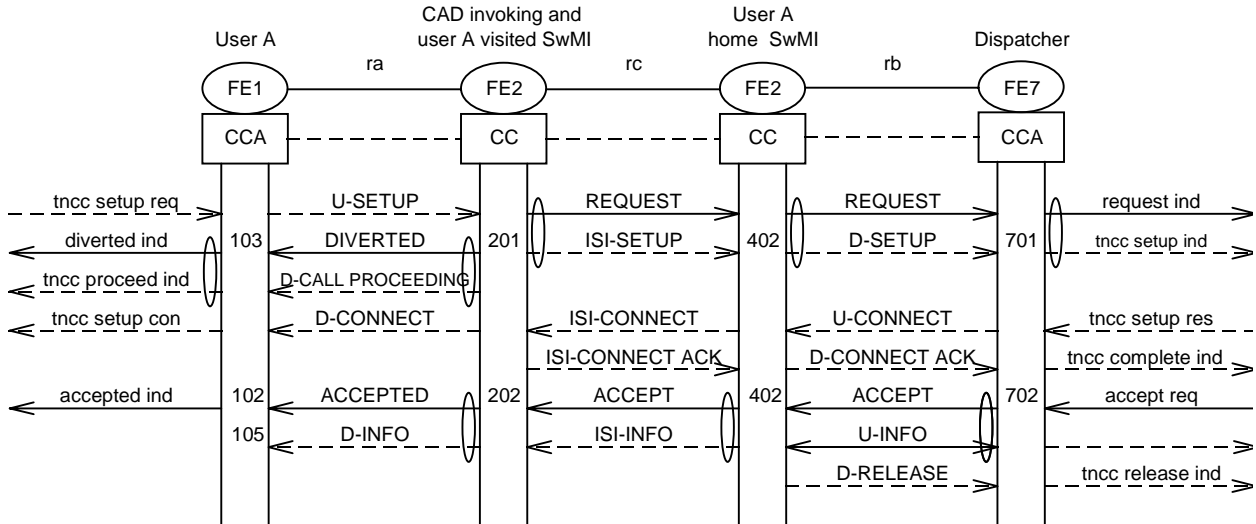 User A
CAD invoking and
user A visited SwMI
User A
home SwMI
Dispatcher
ra
rc
rb
FE1
FE2
FE2
FE7
CCA
CC
CC
CCA
tncc setup req
U-SETUP
REQUEST
REQUEST
request ind
diverted ind
103
DIVERTED
201
ISI-SETUP
402
D-SETUP
701
tncc setup ind
tncc proceed ind
D-CALL PROCEEDING
tncc setup con
D-CONNECT
ISI-CONNECT
U-CONNECT
tncc setup res
ISI-CONNECT ACK
D-CONNECT ACK
tncc complete ind
accepted ind
102
ACCEPTED
202
ACCEPT
402
ACCEPT
702
accept req
105
D-INFO
ISI-INFO
U-INFO
D-RELEASE
tncc release ind